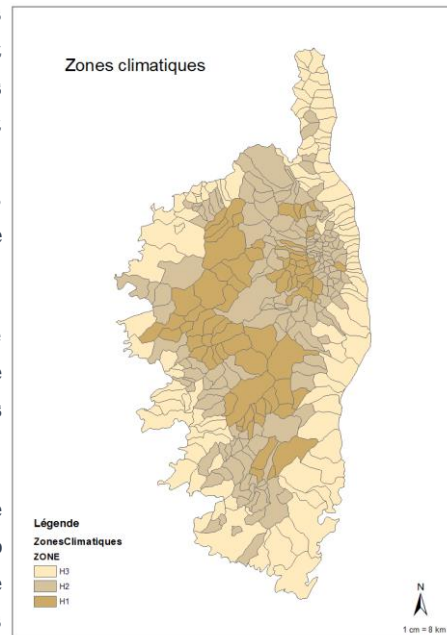 Zones climatiques
Légende
ZonesClimatiques
ZONE
H3
H2
H1
N
1 cm = 8 km